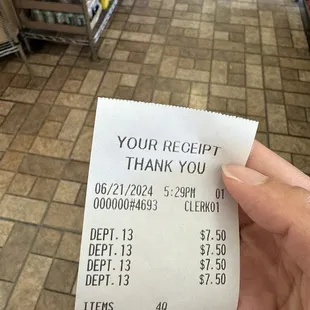 YOUR RECEIPT
THANK YOU
06/21/2024 5:29PM 01
000000#4693 CLERK01
DEPT.13 $7.50
DEPT.13 $7.50
DEPT.13 $7.50
DEPT.13 $7.50
ITEMS 4Q